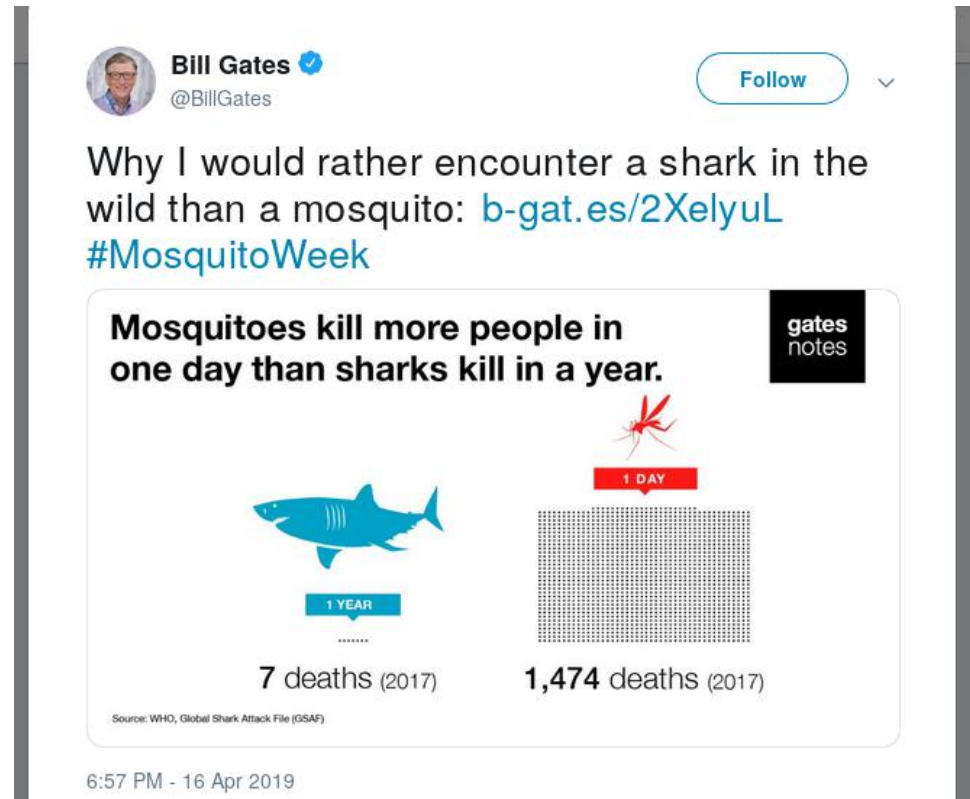 Bill Gates
@BillGates
Follow
Why I would rather encounter a shark in the
wild than a mosquito: b-gat.es/2XelyuL
#MosquitoWeek
Mosquitoes kill more people in
one day than sharks kill in a year.
gates
notes
1 DAY
1 YEAR
7 deaths (2017)
1,474 deaths (2017)
Source: WHO, Global Shark Attack File (GSAF)
6:57 PM - 16 Apr 2019